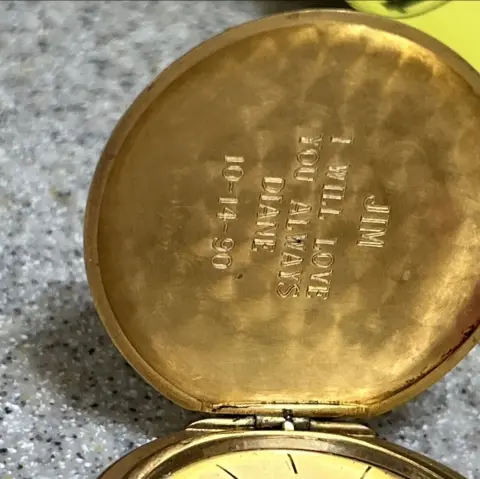 JIM
I WILL LOVE
YOU ALWAYS
DIANE
10-14-90